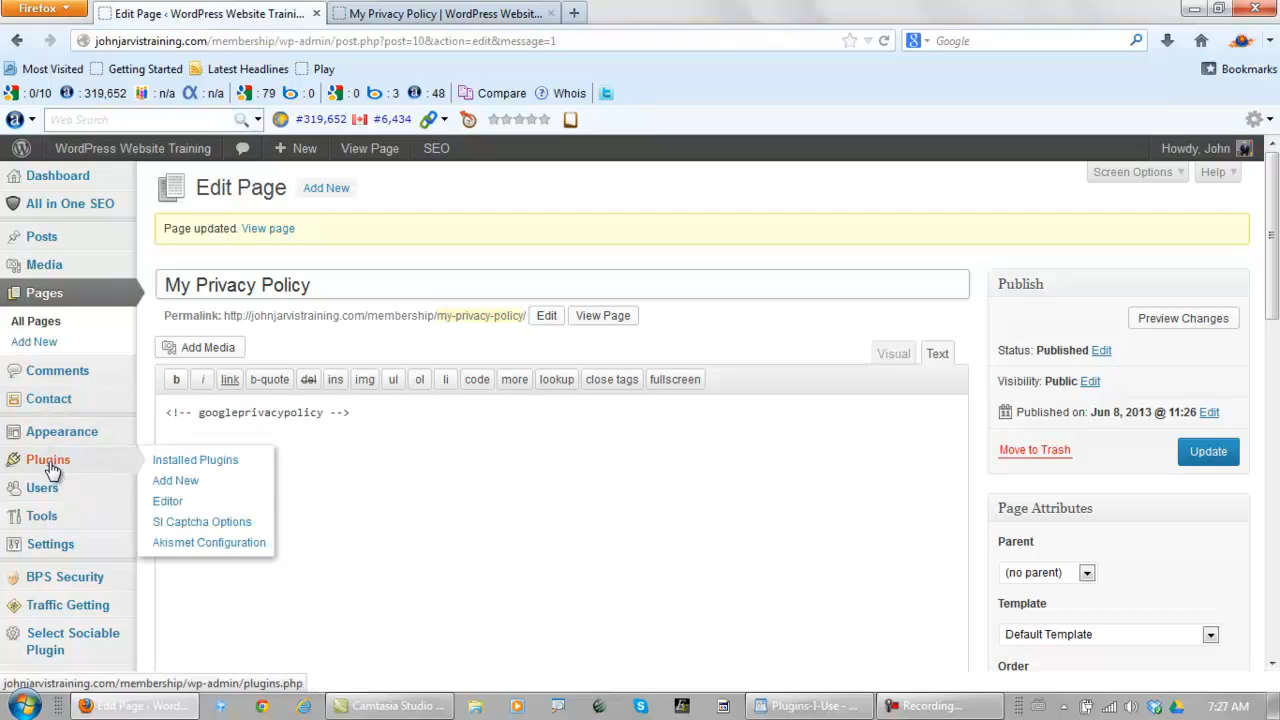 Firefox
Edit Page ‹ WordPress Website Traini...
My Privacy Policy | WordPress Websit...
johnjarvistraining.com/membership/wp-admin/post.php?post=10&action=edit&message=1
Google
Most Visited Getting Started Latest Headlines Play
Bookmarks
: 0/10 : 319,652 : n/a : n/a : 79 : 0 : 0 : 3 : 48 Compare Whois
Web Search #319,652 #6,434
WordPress Website Training + New View Page SEO
Howdy, John
Dashboard
All in One SEO
Posts
Media
Pages
All Pages
Add New
Comments
Contact
Appearance
Plugins
Users
Tools
Settings
BPS Security
Traffic Getting
Select Sociable
Plugin
Installed Plugins
Add New
Editor
SI Captcha Options
Akismet Configuration
Screen Options Help
Edit Page Add New
Page updated. View page
My Privacy Policy
Permalink: http://johnjarvistraining.com/membership/my-privacy-policy/ Edit View Page
Add Media
Visual Text
b i link b-quote del ins img ul ol li code more lookup close tags fullscreen
<!-- googleprivacypolicy -->
Publish
Preview Changes
Status: Published Edit
Visibility: Public Edit
Published on: Jun 8, 2013 @ 11:26 Edit
Move to Trash Update
Page Attributes
Parent
(no parent)
Template
Default Template
Order
johnjarvistraining.com/membership/wp-admin/plugins.php
Edit Page ‹ Word...
Camtasia Studio ...
Plugins-I-Use - ...
Recording...
7:27 AM